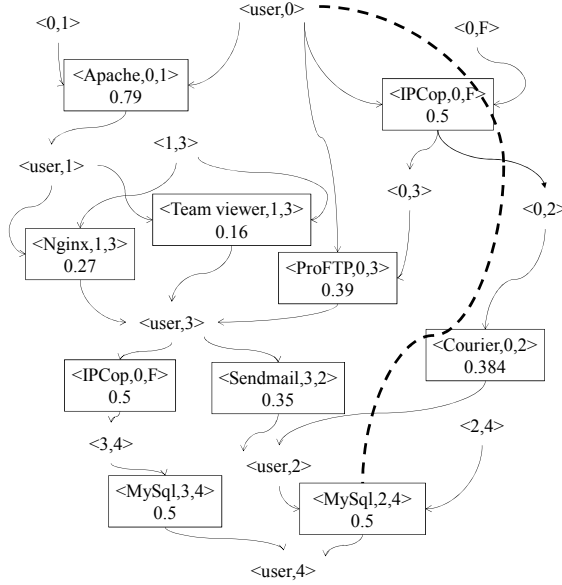 <user,0>
<0,1>
<0,F>
<Apache,0,1>
0.79
<IPCop,0,F>
0.5
<1,3>
<user,1>
<0,3>
<0,2>
<Team viewer,1,3>
0.16
<Nginx,1,3>
0.27
<ProFTP,0,3>
0.39
<user,3>
<Courier,0,2>
0.384
<IPCop,0,F>
0.5
<Sendmail,3,2>
0.35
<2,4>
<3,4>
<user,2>
<MySql,3,4>
0.5
<MySql,2,4>
0.5
<user,4>